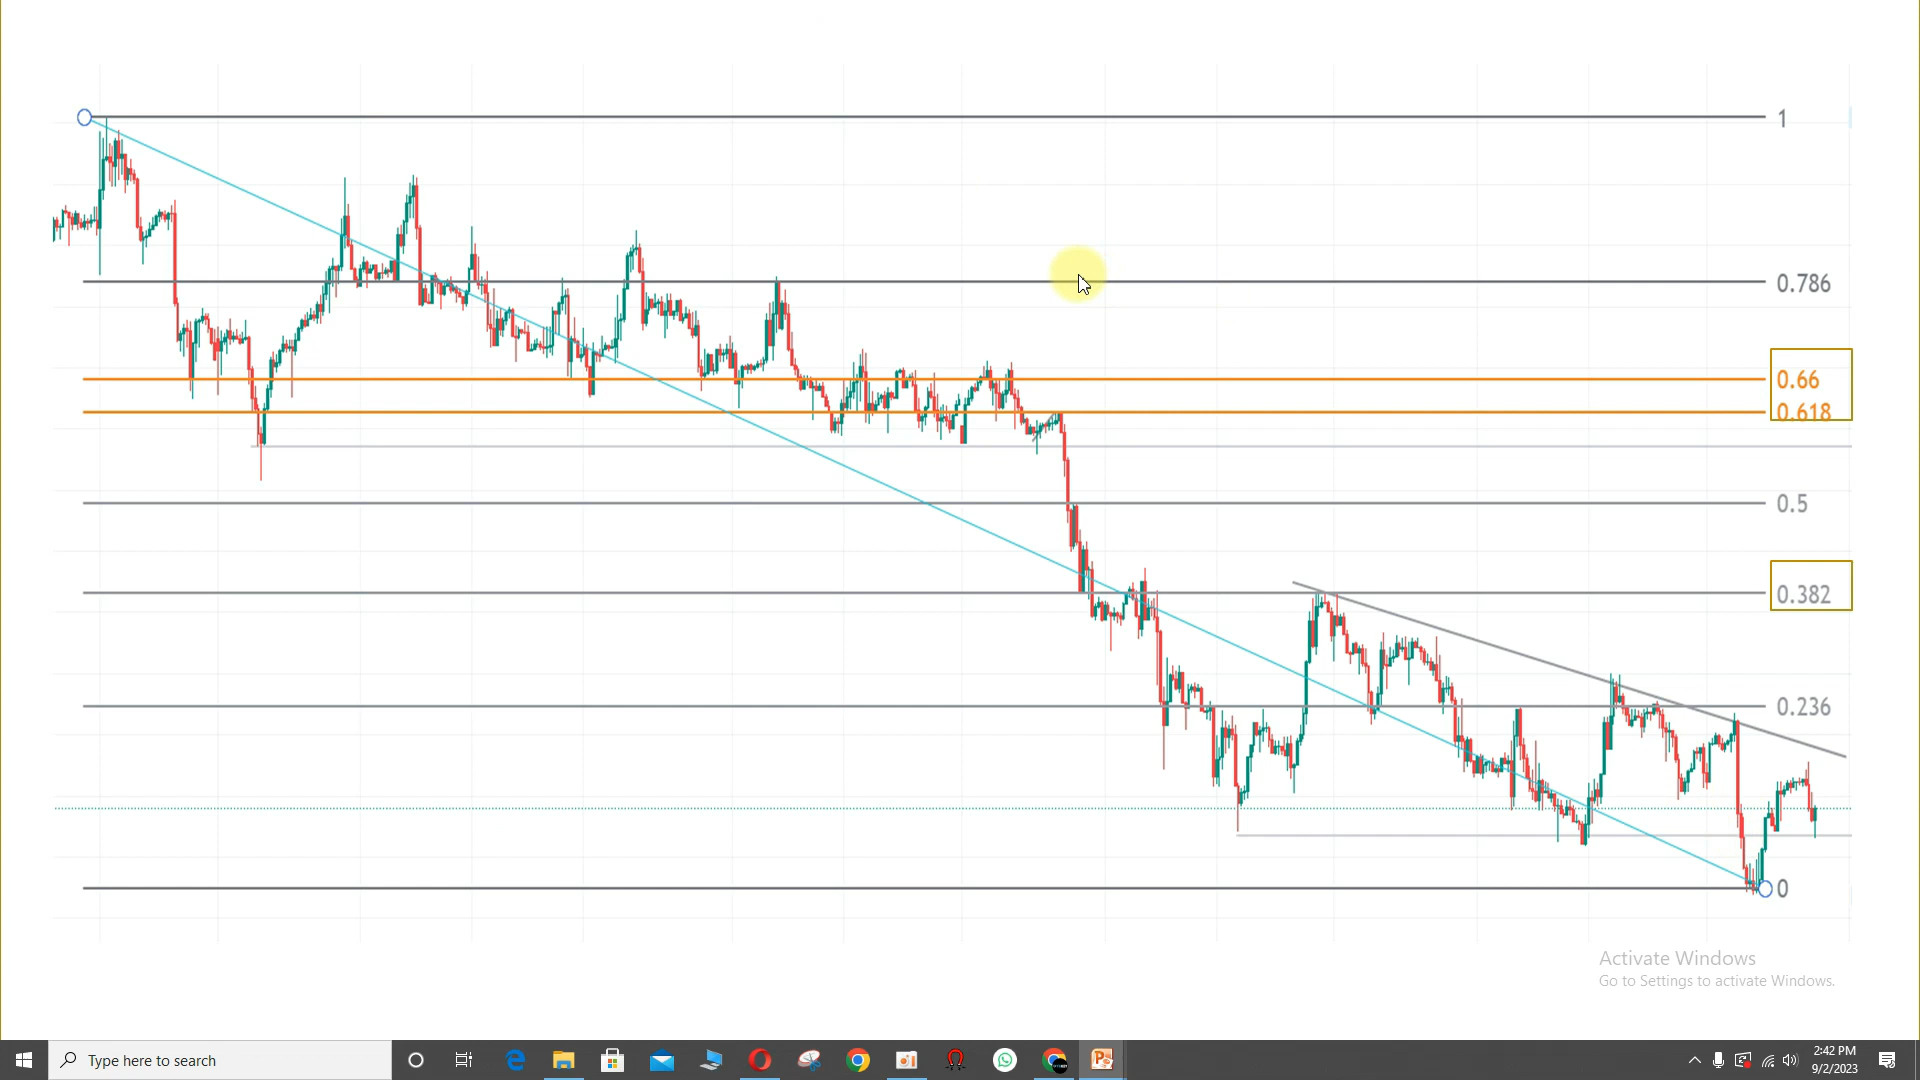 1
0.786
0.66
0.618
0.5
0.382
0.236
0
Activate Windows
Go to Settings to activate Windows.
Type here to search
2:42 PM
9/2/2023